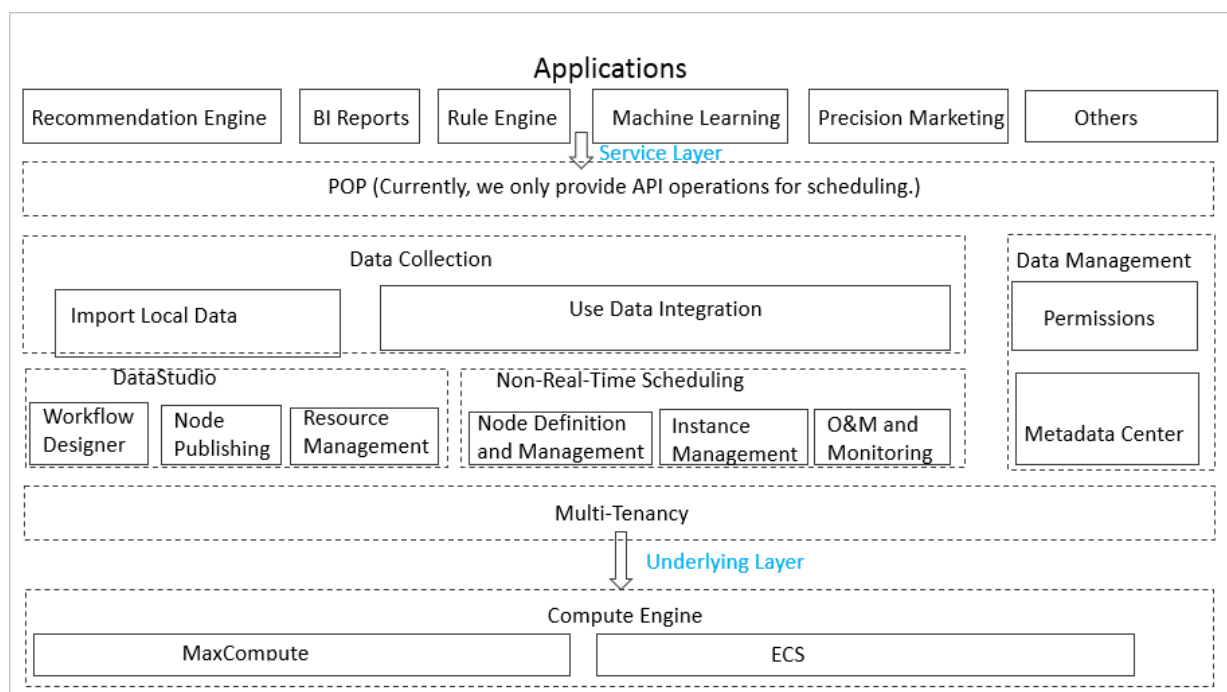 Applications
Recommendation Engine
BI Reports
Rule Engine
Machine Learning
Precision Marketing
Others
Service Layer
POP (Currently, we only provide API operations for scheduling.)
Data Collection
Import Local Data
Use Data Integration
Data Management
Permissions
Metadata Center
DataStudio
Workflow
Designer
Node
Publishing
Resource
Management
Non-Real-Time Scheduling
Node Definition
and Management
Instance
Management
O&M and
Monitoring
Multi-Tenancy
Underlying Layer
Compute Engine
MaxCompute
ECS